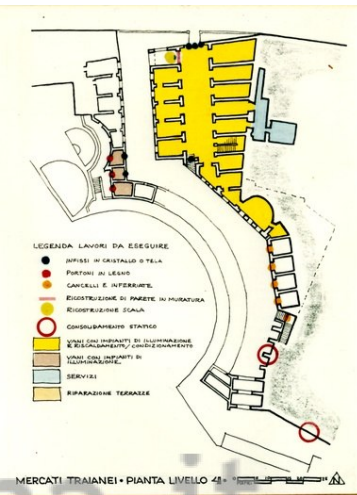 LEGENDA LAVORI DA ESEGUIRE
INFISSI IN CRISTALLO O TELA
PORTONI IN LEGNO
CANCELLI E INFERRIATE
RICOSTRUZIONE DI PARETE IN MURATURA
RICOSTRUZIONE SCALA
CONSOLIDAMENTO STATICO
VANI CON IMPIANTI DI ILLUMINAZIONE
E RISCALDAMENTO/CONDIZIONAMENTO
VANI CON IMPIANTI DI
ILLUMINAZIONE
SERVIZI
RIPARAZIONE TERRAZZE
MERCATI TRAIANEI • PIANTA LIVELLO